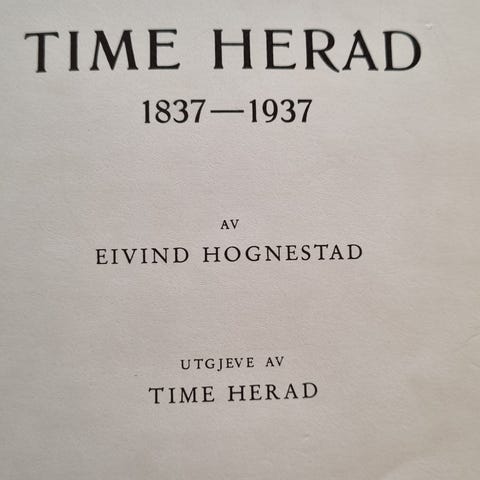 TIME HERAD
1837—1937
AV
EIVIND HOGNESTAD
UTGJEVE AV
TIME HERAD